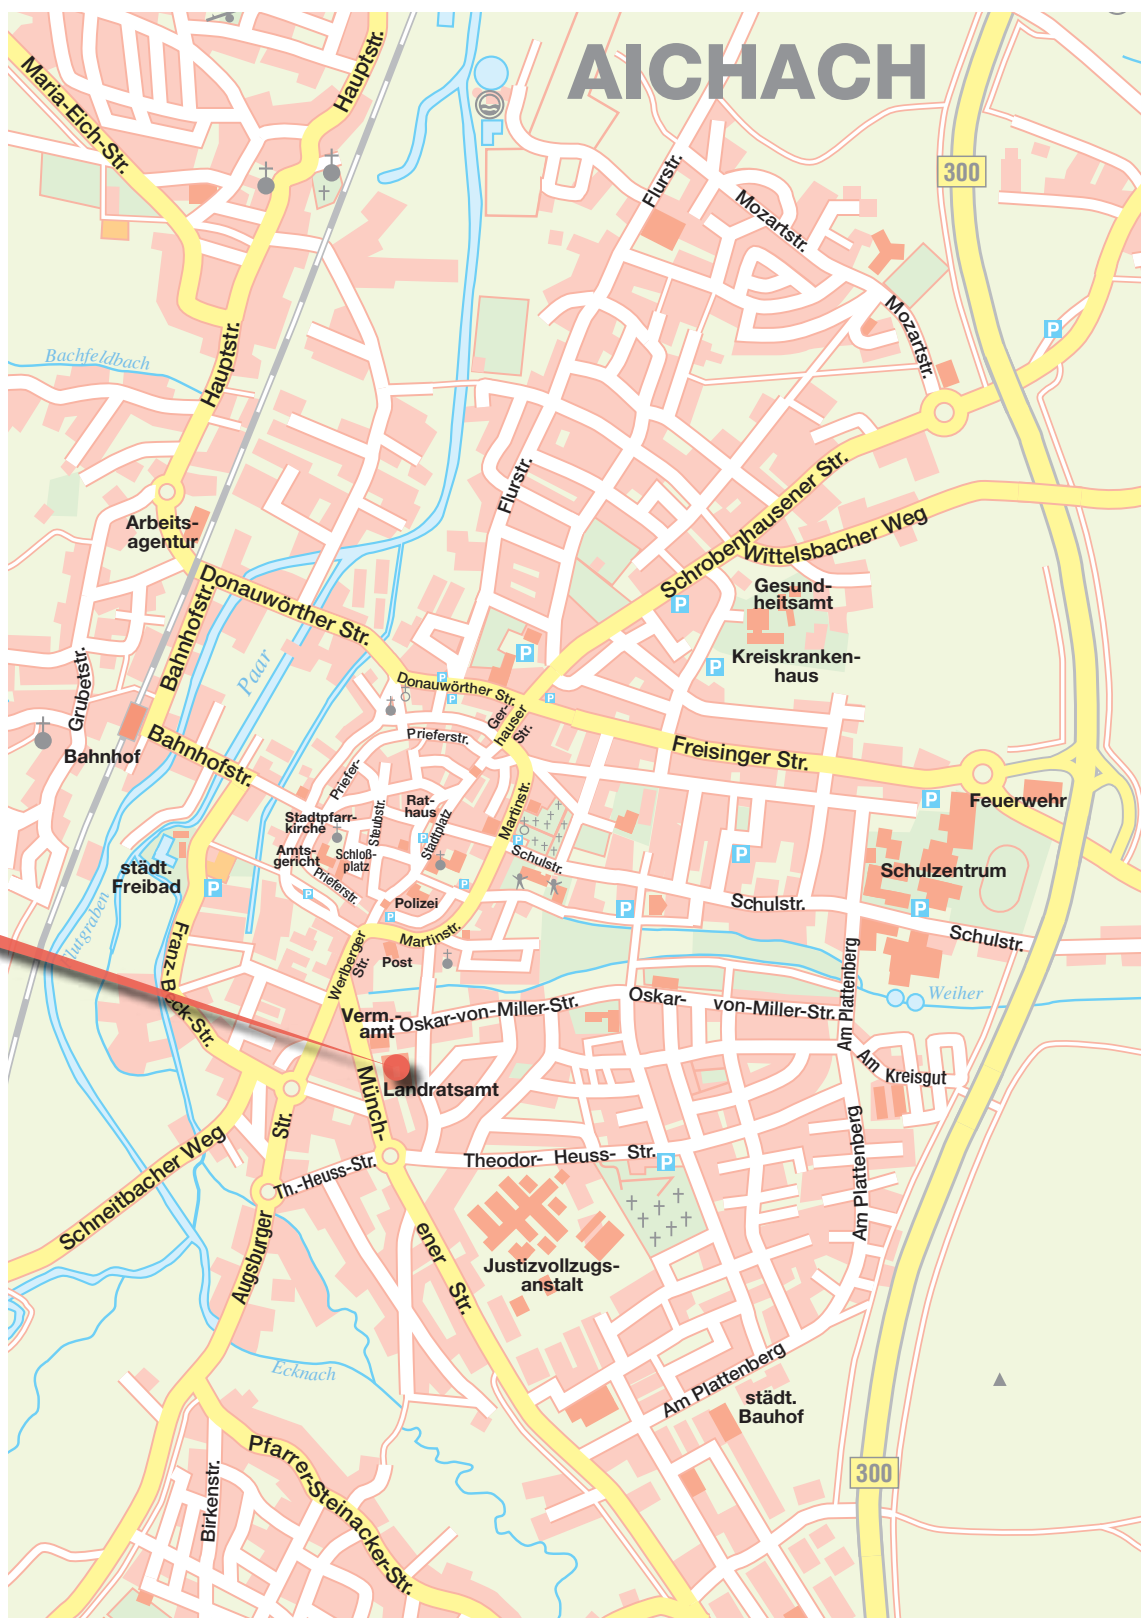 AICHACH
Hauptstr.
Maria-Eich-Str.
300
Flurstr.
Mozartstr.
P
Mozartstr.
Hauptstr.
Bachfeldbach
Flurstr.
Schrobenhausener Str.
Wittelsbacher Weg
Arbeits-
agentur
Gesund-
heitsamt
P
Donauwörther Str.
Bahnhofstr.
Paar
Grubetstr.
P
P
Kreiskranken-
haus
Donauwörther Str.
P
P
P
Ger-
hauser
Str.
Prieferstr.
Freisinger Str.
Bahnhof
Bahnhofstr.
Priefer-
Feuerwehr
P
Rat-
haus
Martinstr.
Stadtpfarr-
kirche
Steubstr.
Stadtplatz
P
P
Amts-
gericht
Schloß-
platz
Schulstr.
P
Schulzentrum
städt.
Freibad
P
Prieferstr.
P
P
Polizei
P
P
Schulstr.
P
Schulstr.
Flutgraben
Franz-Beck-Str.
Martinstr.
Werlberger
Str.
Post
Am Plattenberg
Weiher
Verm.-
amt
Oskar-von-Miller-Str.
Oskar- von-Miller-Str.
Am Kreisgut
Landratsamt
Münch-
Str.
Am Plattenberg
Schneitbacher Weg
Th.-Heuss-Str.
Theodor- Heuss- Str.
P
Augsburger
ener Str.
Justizvollzugs-
anstalt
Ecknach
Am Plattenberg
städt.
Bauhof
300
Pfarrer-Steinacker-Str.
Birkenstr.